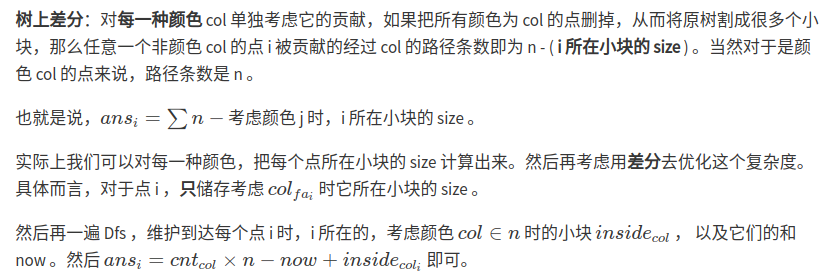 树上差分：对每一种颜色 col 单独考虑它的贡献，如果把所有颜色为 col 的点删掉，从而将原树割成很多个小
块，那么任意一个非颜色 col 的点 i 被贡献的经过 col 的路径条数即为 n - ( i 所在小块的 size ) 。当然对于是颜
色 col 的点来说，路径条数是 n 。
也就是说，$ans_i = \sum n -$ 考虑颜色 j 时，i 所在小块的 size 。
实际上我们可以对每一种颜色，把每个点所在小块的 size 计算出来。然后再考虑用差分去优化这个复杂度。
具体而言，对于点 i ，只储存考虑 $col_{fa_i}$ 时它所在小块的 size 。
然后再一遍 Dfs ，维护到达每个点 i 时，i 所在的，考虑颜色 $col \in n$ 时的小块 $inside_{col}$ ， 以及它们的和
now 。然后 $ans_i = cnt_{col} \times n - now + inside_{col_i}$ 即可。